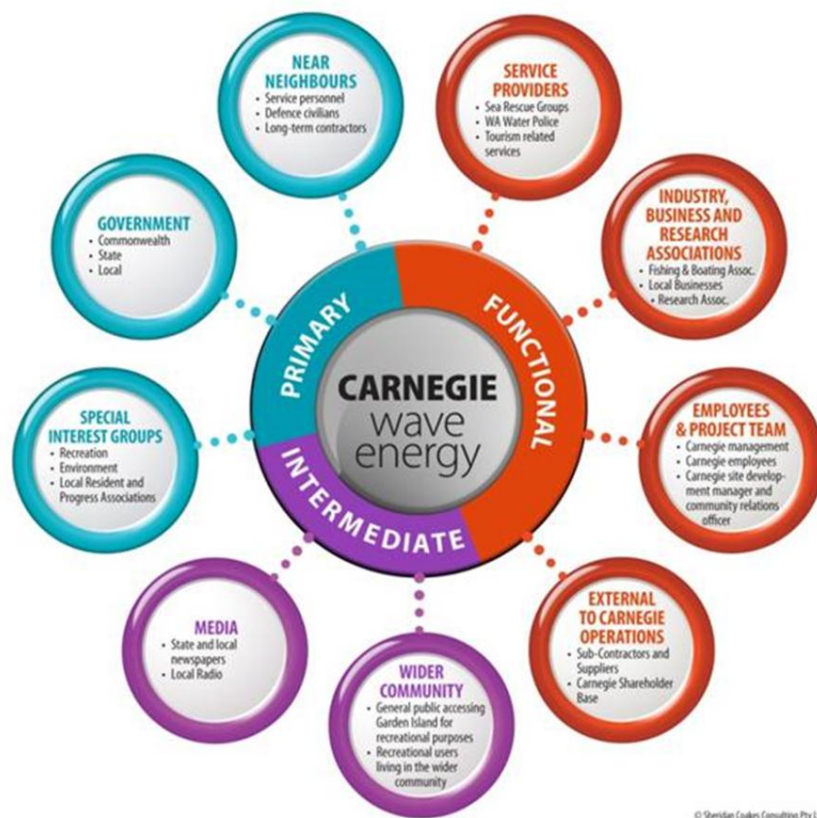 NEAR
NEIGHBOURS
• Service personnel
• Defence civilians
• Long-term contractors
SERVICE
PROVIDERS
• Sea Rescue Groups
• WA Water Police
• Tourism related
services
GOVERNMENT
• Commonwealth
• State
• Local
INDUSTRY,
BUSINESS AND
RESEARCH
ASSOCIATIONS
• Fishing & Boating Assoc.
• Local Businesses
• Research Assoc.
PRIMARY
FUNCTIONAL
INTERMEDIATE
CARNEGIE
wave
energy
SPECIAL
INTEREST GROUPS
• Recreation
• Environment
• Local Resident and
Progress Associations
EMPLOYEES
& PROJECT TEAM
• Carnegie management
• Carnegie employees
• Carnegie site develop-
ment manager and
community relations
officer
MEDIA
• State and local
newspapers
• Local Radio
WIDER
COMMUNITY
• General public accessing
Garden Island for
recreational purposes
• Recreational users
living in the wider
community
EXTERNAL
TO CARNEGIE
OPERATIONS
• Sub-Contractors and
Suppliers
• Carnegie Shareholder
Base
© Sheridan Coakes Consulting Pty